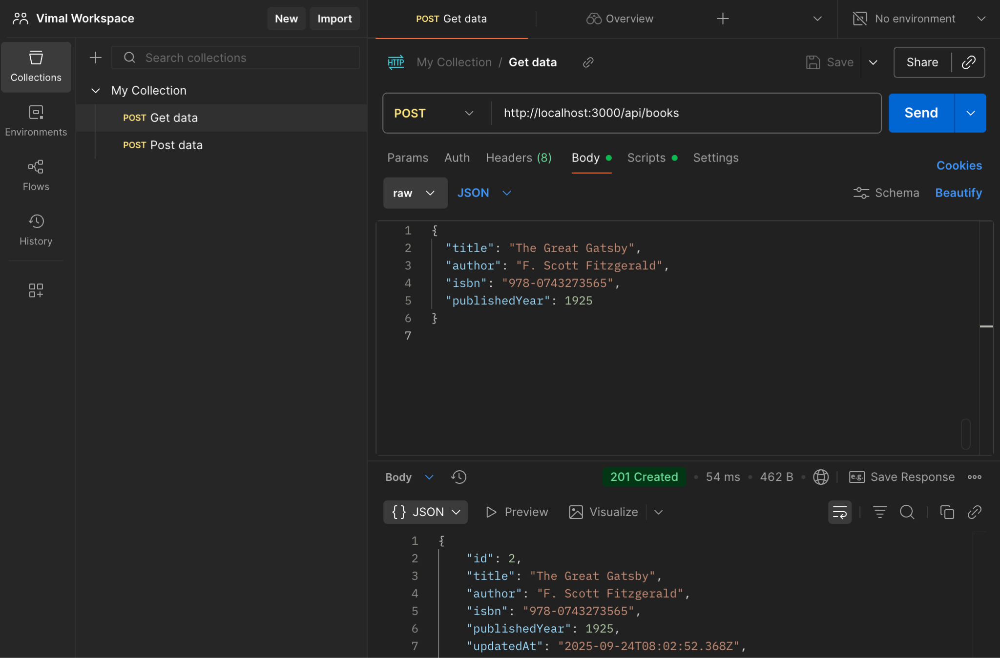 Vimal Workspace
New
Import
POST Get data
Overview
No environment
Collections
Environments
Flows
History
Search collections
My Collection
POST Get data
POST Post data
HTTP
My Collection / Get data
Save
Share
POST
http://localhost:3000/api/books
Send
Params
Auth
Headers (8)
Body
Scripts
Settings
Cookies
raw
JSON
Schema
Beautify
1 {
2 "title": "The Great Gatsby",
3 "author": "F. Scott Fitzgerald",
4 "isbn": "978-0743273565",
5 "publishedYear": 1925
6 }
7
Body
201 Created
54 ms
462 B
e.g.
Save Response
{} JSON
Preview
Visualize
1 {
2 "id": 2,
3 "title": "The Great Gatsby",
4 "author": "F. Scott Fitzgerald",
5 "isbn": "978-0743273565",
6 "publishedYear": 1925,
7 "updatedAt": "2025-09-24T08:02:52.368Z",